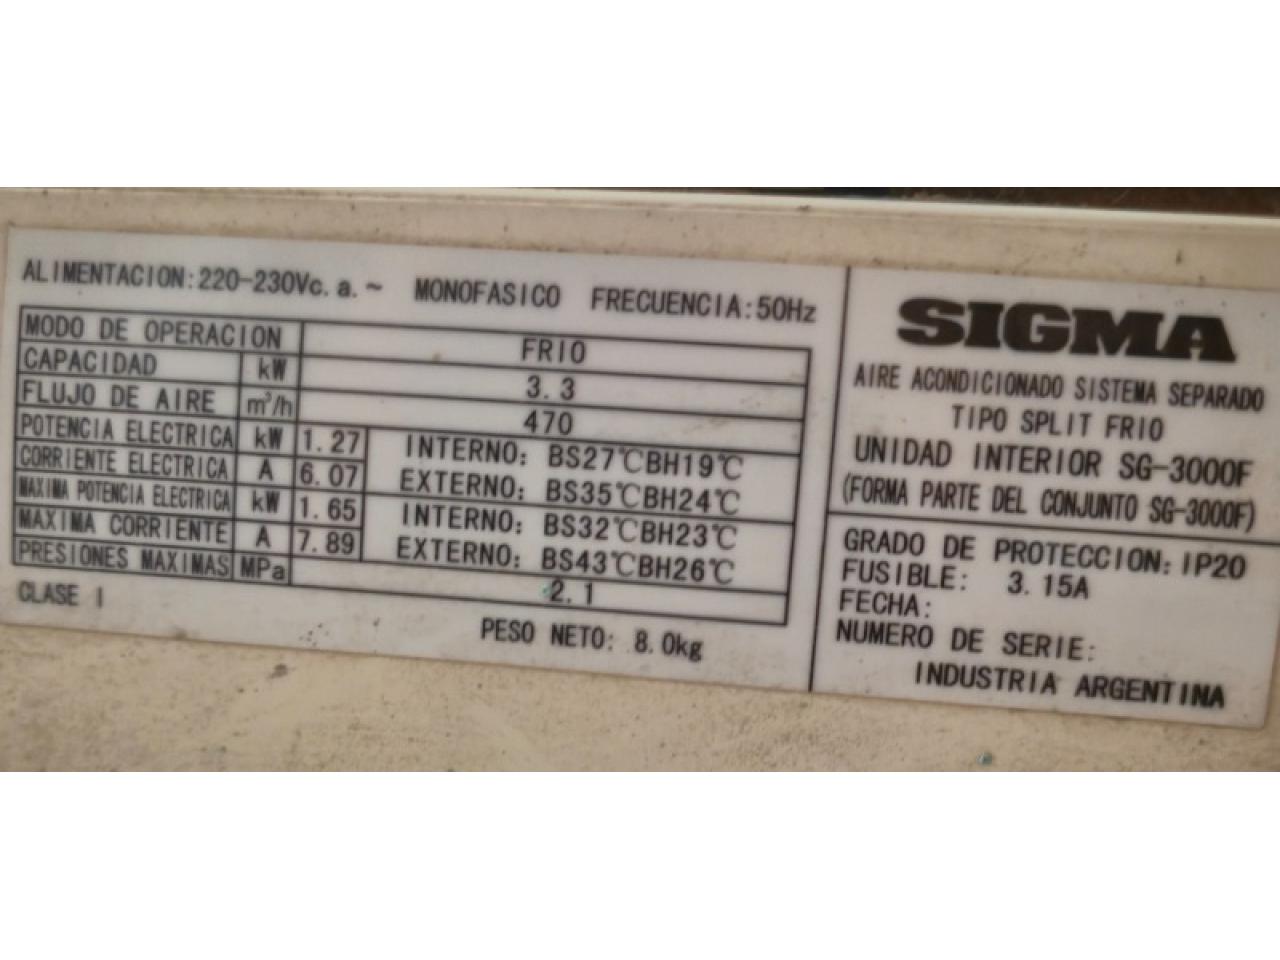 ALIMENTACION:220-230Vc.a.~ MONOFASICO FRECUENCIA:50Hz
MODO DE OPERACION FRIO
CAPACIDAD kW 3.3
FLUJO DE AIRE m³/h 470
POTENCIA ELECTRICA kW 1.27 INTERNO: BS27℃BH19℃
CORRIENTE ELECTRICA A 6.07 EXTERNO: BS35℃BH24℃
MAXIMA POTENCIA ELECTRICA kW 1.65 INTERNO: BS32℃BH23℃
MAXIMA CORRIENTE A 7.89 EXTERNO: BS43℃BH26℃
PRESIONES MAXIMAS MPa 2.1
CLASE I
PESO NETO: 8.0kg
SIGMA
AIRE ACONDICIONADO SISTEMA SEPARADO
TIPO SPLIT FRIO
UNIDAD INTERIOR SG-3000F
(FORMA PARTE DEL CONJUNTO SG-3000F)
GRADO DE PROTECCION: IP20
FUSIBLE: 3.15A
FECHA:
NUMERO DE SERIE:
INDUSTRIA ARGENTINA